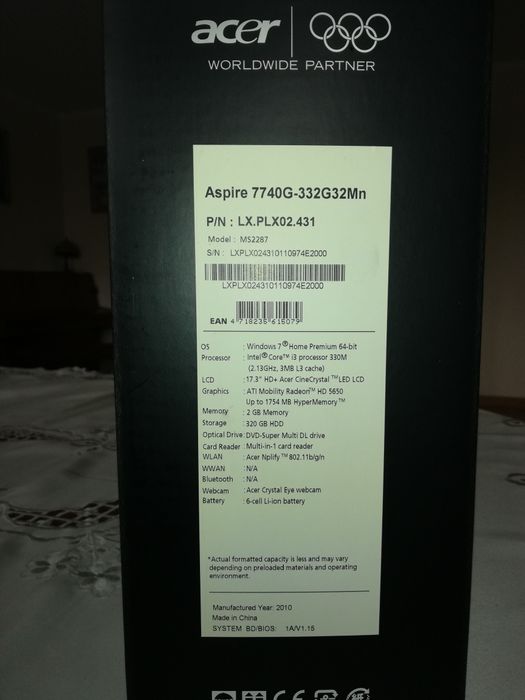 acer
WORLDWIDE PARTNER
Aspire 7740G-332G32Mn
P/N : LX.PLX02.431
Model : MS2287
S/N : LXPLX024310110974E2000
LXPLX024310110974E2000
EAN 4 718235 615079
OS : Windows 7® Home Premium 64-bit
Processor : Intel® Core™ i3 processor 330M
(2.13GHz, 3MB L3 cache)
LCD : 17.3" HD+ Acer CineCrystal™ LED LCD
Graphics : ATI Mobility Radeon™ HD 5650
Up to 1754 MB HyperMemory™
Memory : 2 GB Memory
Storage : 320 GB HDD
Optical Drive : DVD-Super Multi DL drive
Card Reader : Multi-in-1 card reader
WLAN : Acer Nplify™ 802.11b/g/n
WWAN : N/A
Bluetooth : N/A
Webcam : Acer Crystal Eye webcam
Battery : 6-cell Li-ion battery
*Actual formatted capacity is less and may vary
depending on preloaded materials and operating
environment.
Manufactured Year: 2010
Made in China
SYSTEM BD/BIOS: 1A/V1.15